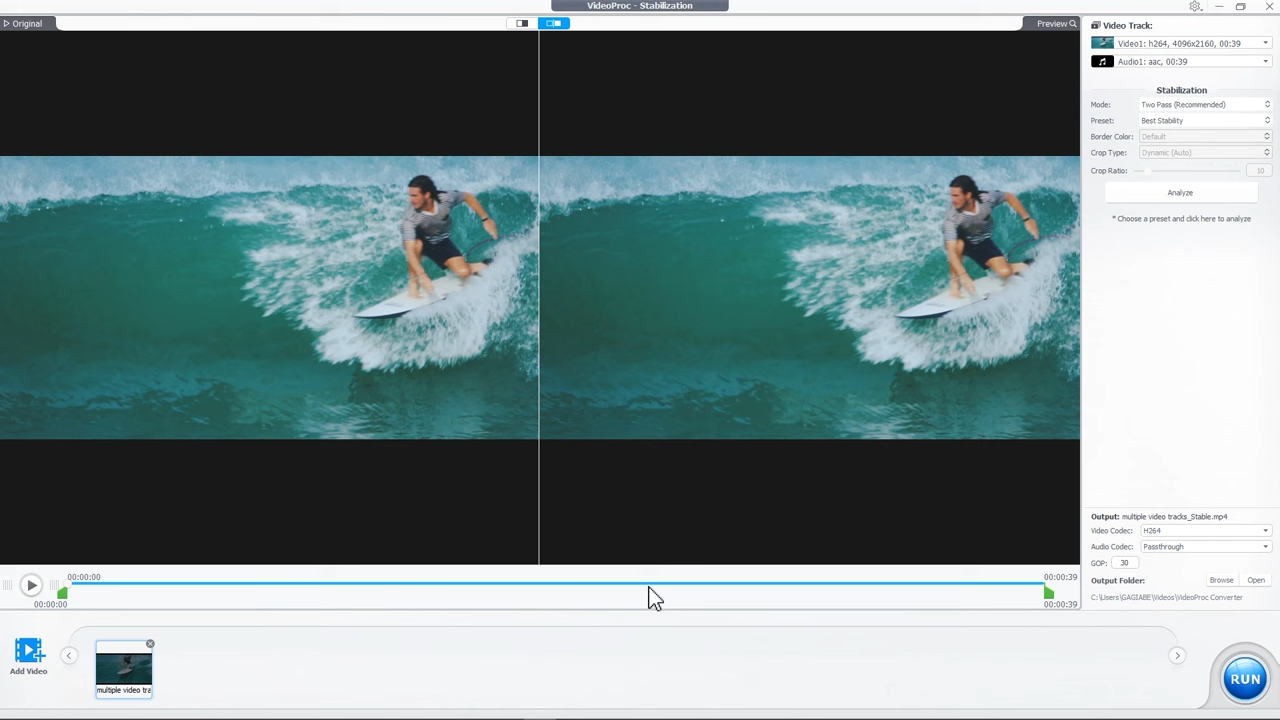 VideoProc - Stabilization
Original
Preview
Video Track:
Video1: h264, 4096x2160, 00:39
Audio1: aac, 00:39
Stabilization
Mode: Two Pass (Recommended)
Preset: Best Stability
Border Color: Default
Crop Type: Dynamic (Auto)
Crop Ratio: 10
Analyze
* Choose a preset and click here to analyze
Output: multiple video tracks_Stable.mp4
Video Codec: H264
Audio Codec: Passthrough
GOP: 30
Output Folder: Browse Open
C:\Users\GAGIABE\Videos\VideoProc Converter
00:00:00 00:00:39
00:00:00 00:00:39
Add Video
multiple video tra
RUN